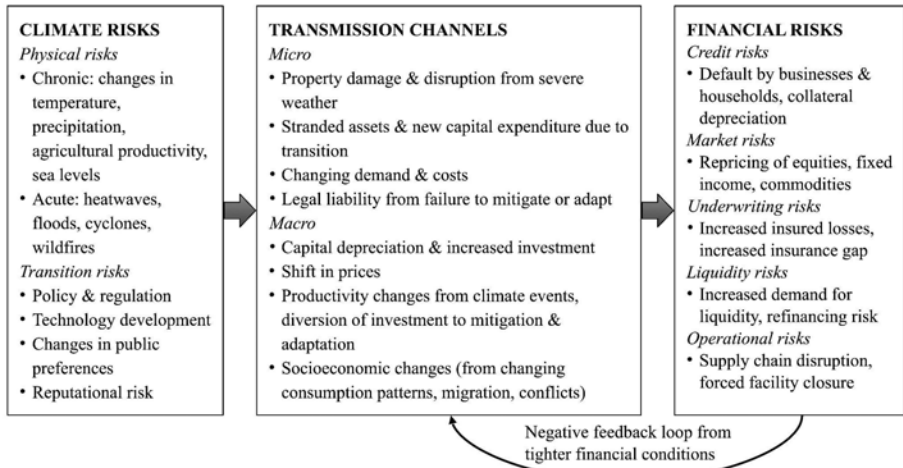 CLIMATE RISKS
Physical risks
• Chronic: changes in
temperature,
precipitation,
agricultural productivity,
sea levels
• Acute: heatwaves,
floods, cyclones,
wildfires
Transition risks
• Policy & regulation
• Technology development
• Changes in public
preferences
• Reputational risk
TRANSMISSION CHANNELS
Micro
• Property damage & disruption from severe
weather
• Stranded assets & new capital expenditure due to
transition
• Changing demand & costs
• Legal liability from failure to mitigate or adapt
Macro
• Capital depreciation & increased investment
• Shift in prices
• Productivity changes from climate events,
diversion of investment to mitigation &
adaptation
• Socioeconomic changes (from changing
consumption patterns, migration, conflicts)
FINANCIAL RISKS
Credit risks
• Default by businesses &
households, collateral
depreciation
Market risks
• Repricing of equities, fixed
income, commodities
Underwriting risks
• Increased insured losses,
increased insurance gap
Liquidity risks
• Increased demand for
liquidity, refinancing risk
Operational risks
• Supply chain disruption,
forced facility closure
Negative feedback loop from
tighter financial conditions